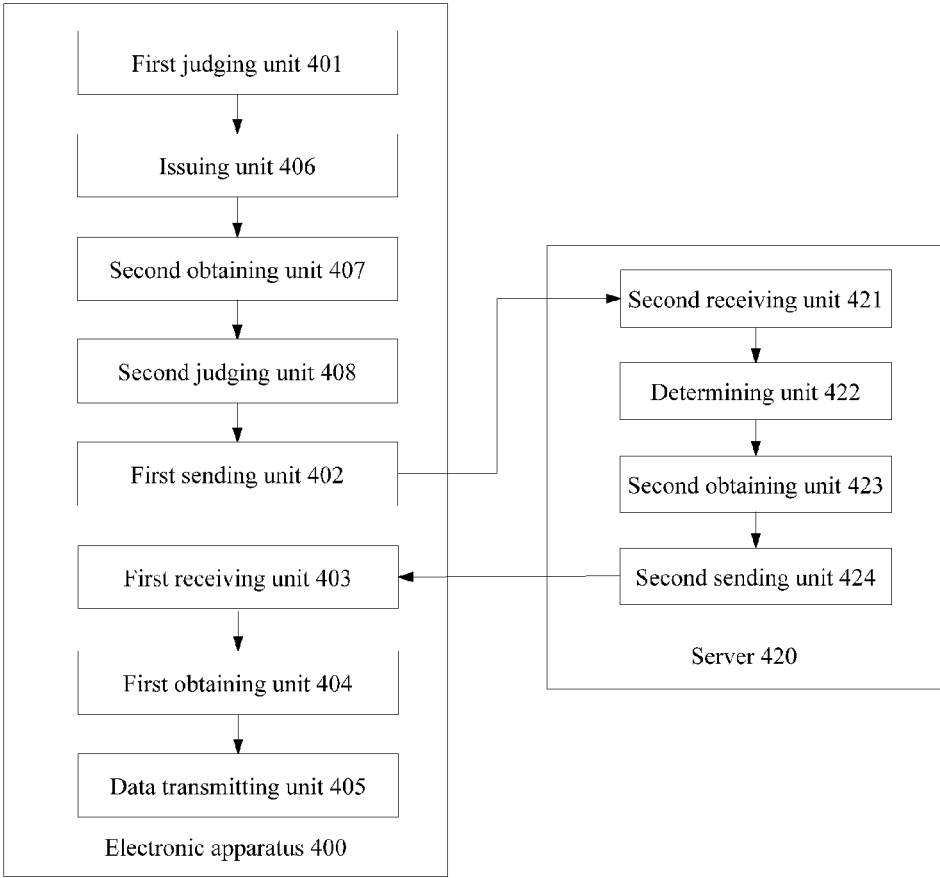 First judging unit 401
Issuing unit 406
Second obtaining unit 407
Second judging unit 408
First sending unit 402
First receiving unit 403
First obtaining unit 404
Data transmitting unit 405
Electronic apparatus 400
Second receiving unit 421
Determining unit 422
Second obtaining unit 423
Second sending unit 424
Server 420